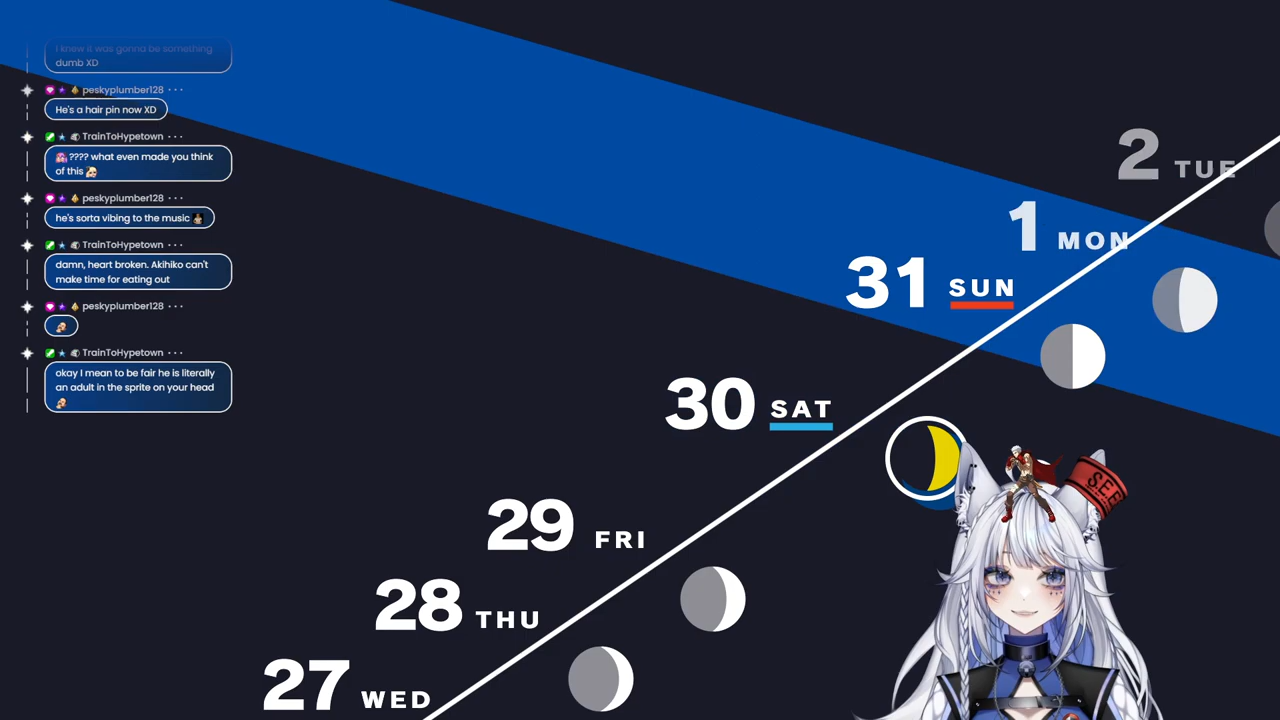 I knew it was gonna be something
dumb XD
peskyplumber128
He's a hair pin now XD
TrainToHypetown
???? what even made you think
of this
peskyplumber128
he's sorta vibing to the music
TrainToHypetown
damn, heart broken. Akihiko can't
make time for eating out
peskyplumber128
TrainToHypetown
okay I mean to be fair he is literally
an adult in the sprite on your head
2 TUE
1 MON
31 SUN
30 SAT
29 FRI
28 THU
27 WED
S.E.E.